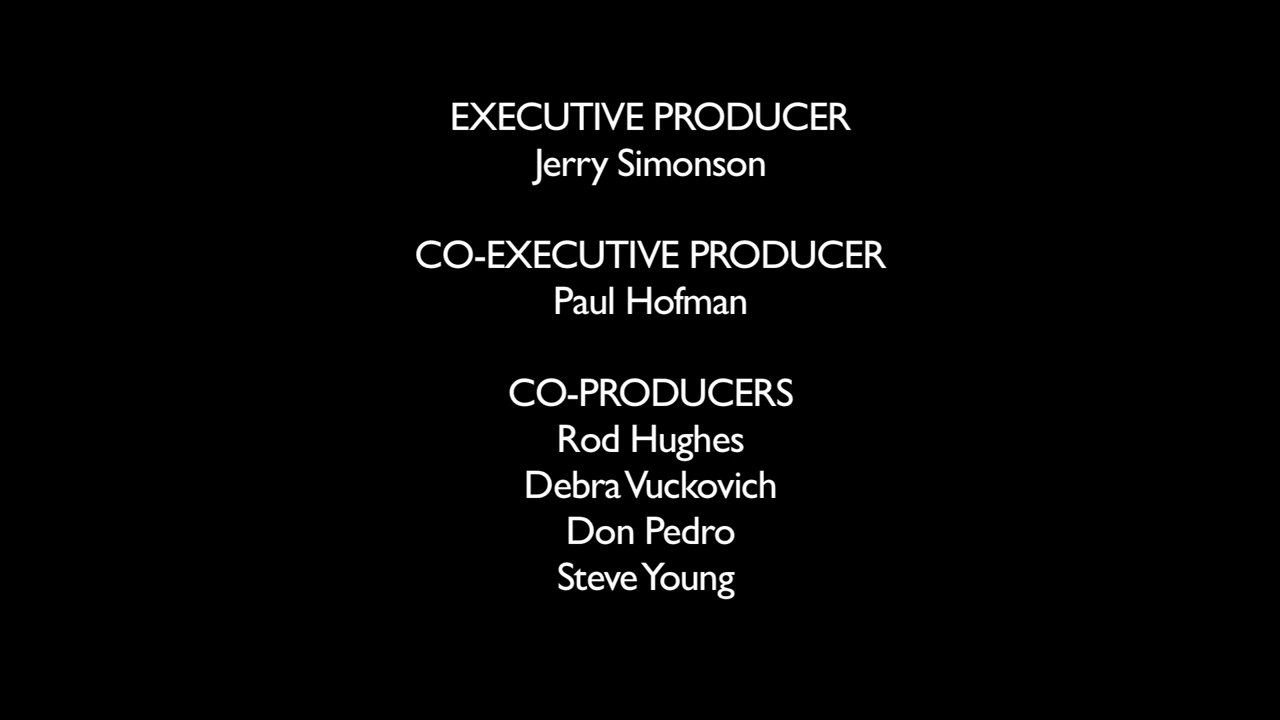 EXECUTIVE PRODUCER
Jerry Simonson
CO-EXECUTIVE PRODUCER
Paul Hofman
CO-PRODUCERS
Rod Hughes
Debra Vuckovich
Don Pedro
Steve Young